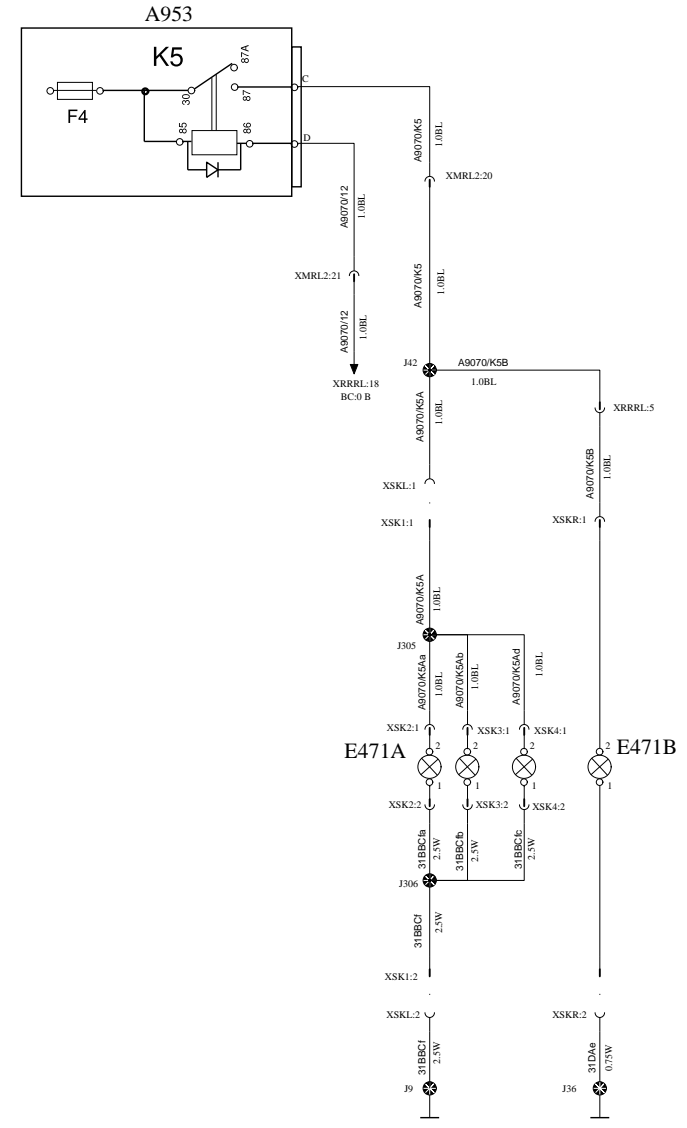 A953
K5
87A
F4
30
87
C
85
86
D
A9070/K5
1.0BL
XMRL2:20
A9070/12
1.0BL
XMRL2:21
A9070/K5
1.0BL
A9070/12
1.0BL
XRRRL:18
BC:0 B
J42
A9070/K5B
1.0BL
A9070/K5A
1.0BL
XRRRL:5
A9070/K5B
1.0BL
XSKL:1
XSK1:1
XSKR:1
A9070/K5A
1.0BL
J305
A9070/K5Aa
1.0BL
A9070/K5Ab
1.0BL
A9070/K5Ad
1.0BL
XSK2:1
XSK3:1
XSK4:1
E471A
2
2
2
2
E471B
1
1
1
1
XSK2:2
XSK3:2
XSK4:2
31BBCfa
2.5W
31BBCfb
2.5W
31BBCfc
2.5W
J306
31BBCf
2.5W
XSK1:2
XSKL:2
XSKR:2
31BBCf
2.5W
31DAe
0.75W
J9
J36